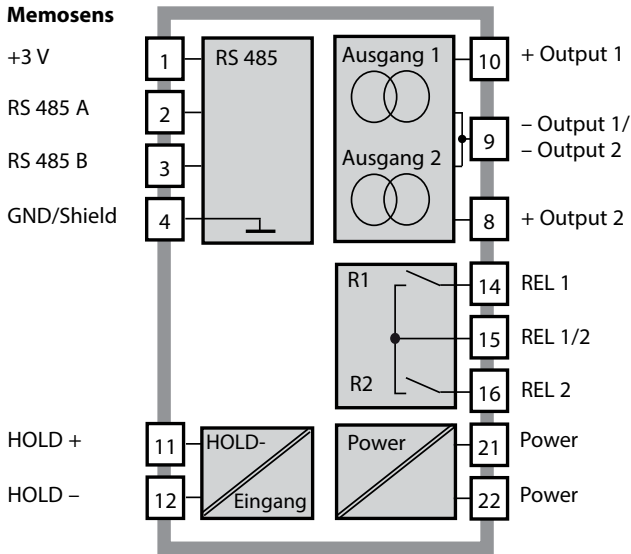 Memosens
+3 V
1
RS 485
Ausgang 1
10
+ Output 1
RS 485 A
2
9
– Output 1/
– Output 2
RS 485 B
3
Ausgang 2
GND/Shield
4
8
+ Output 2
R1
14
REL 1
15
REL 1/2
R2
16
REL 2
HOLD +
11
HOLD-
Eingang
Power
21
Power
HOLD –
12
22
Power